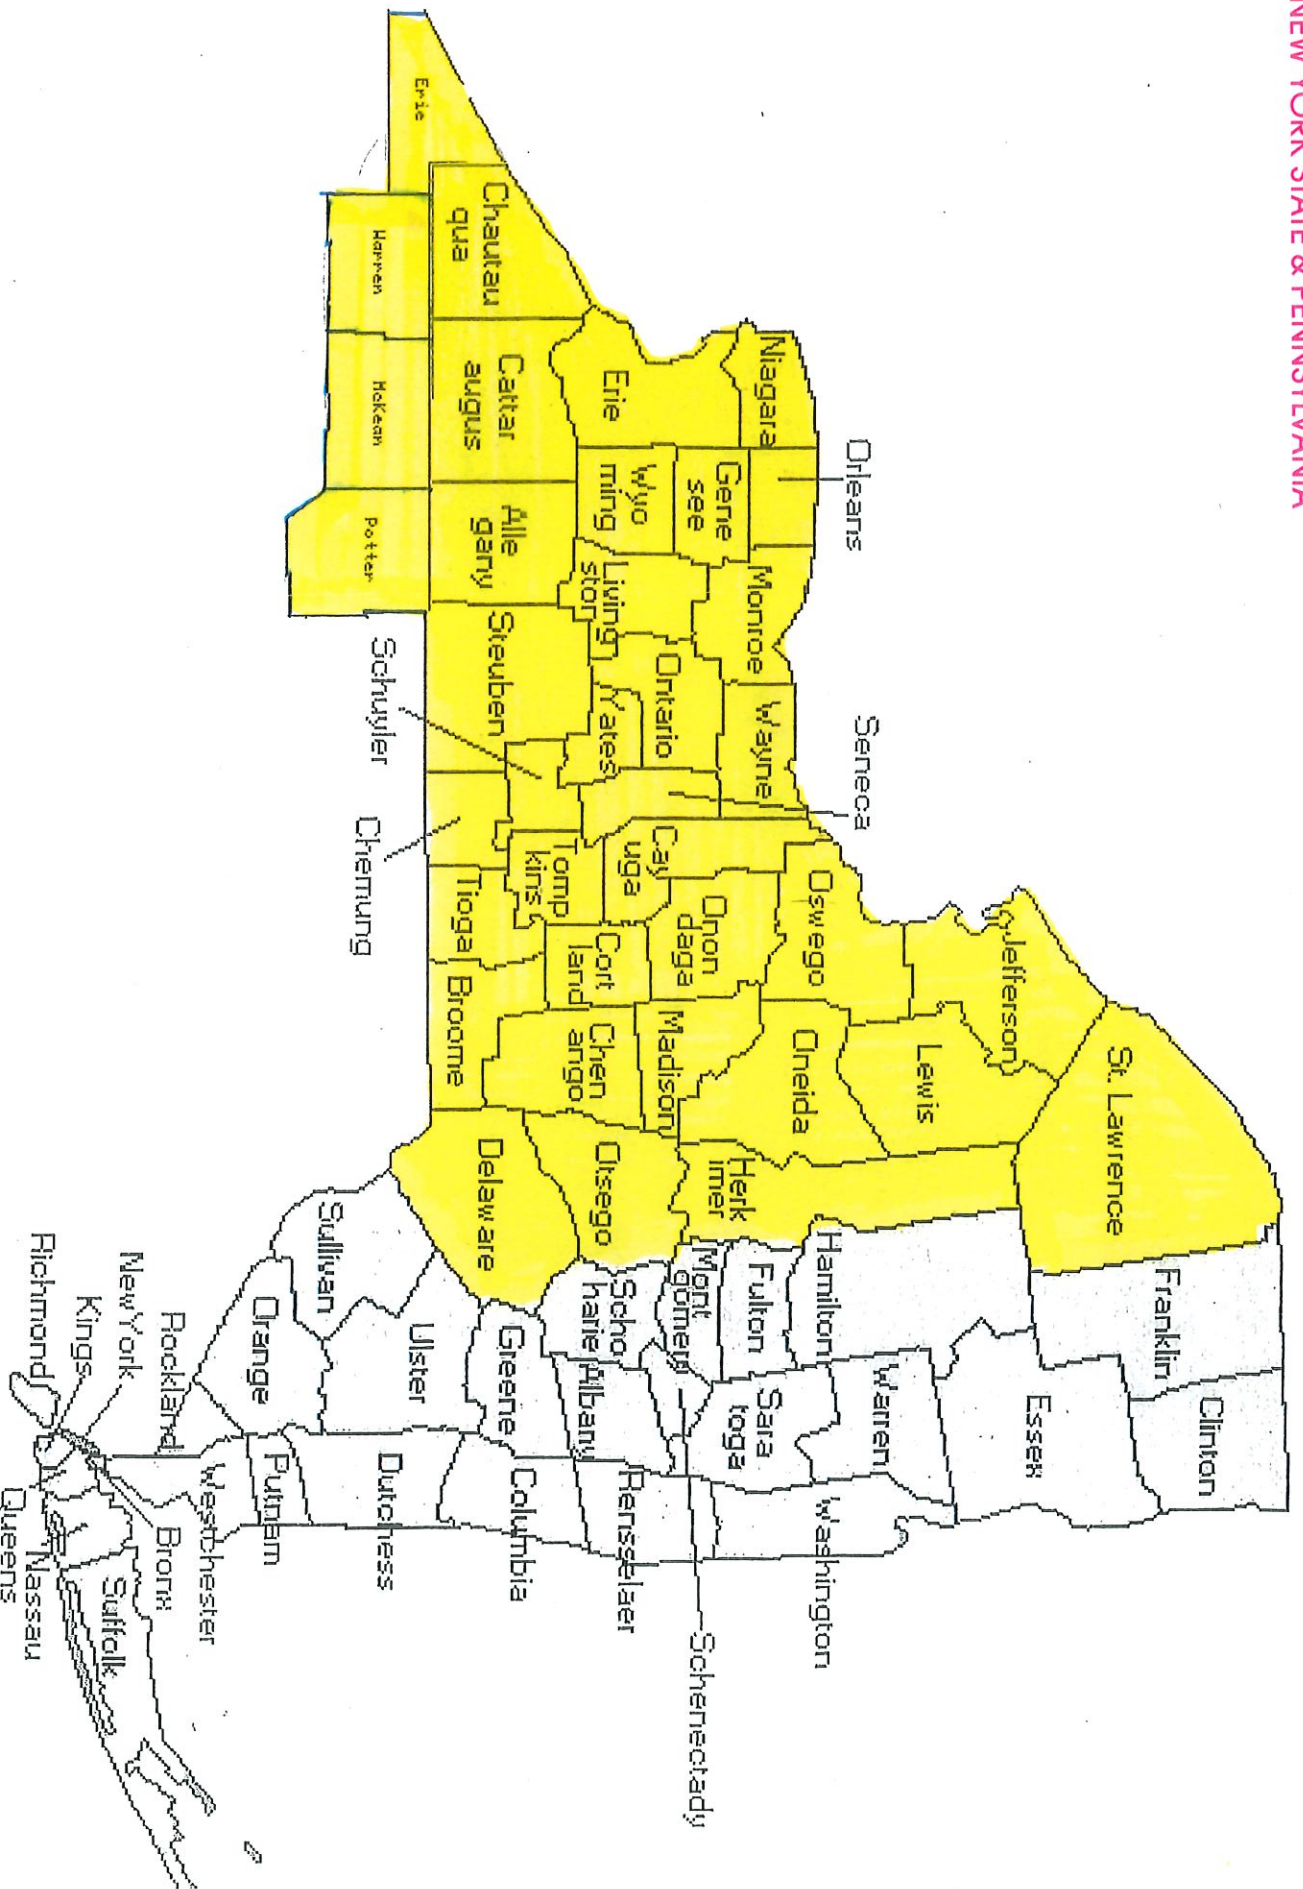 NEW YORK STATE & PENNSYLVANIA
Clinton
Franklin
St. Lawrence
Essex
Jefferson
Lewis
Hamilton
Warren
Washington
Herk
imer
Oneida
Oswego
Orleans
Seneca
Niagara
Monroe
Wayne
Gene
see
Erie
Wyo
ming
Living
ston
Ontario
Yates
Cay
uga
Onon
daga
Madison
Fulton
Sara
toga
Mont
gomery
Schenectady
Otsego
Scho
harie
Albany
Rensselaer
Cort
land
Chen
ango
Tomp
kins
Chautau
qua
Cattar
augus
Alle
gany
Steuben
Schuyler
Chemung
Tioga
Broome
Delaware
Greene
Columbia
Ulster
Dutchess
Sullivan
Orange
Putnam
Westchester
Rockland
Bronx
New York
Kings
Richmond
Suffolk
Nassau
Queens
Erie
Warren
McKean
Potter